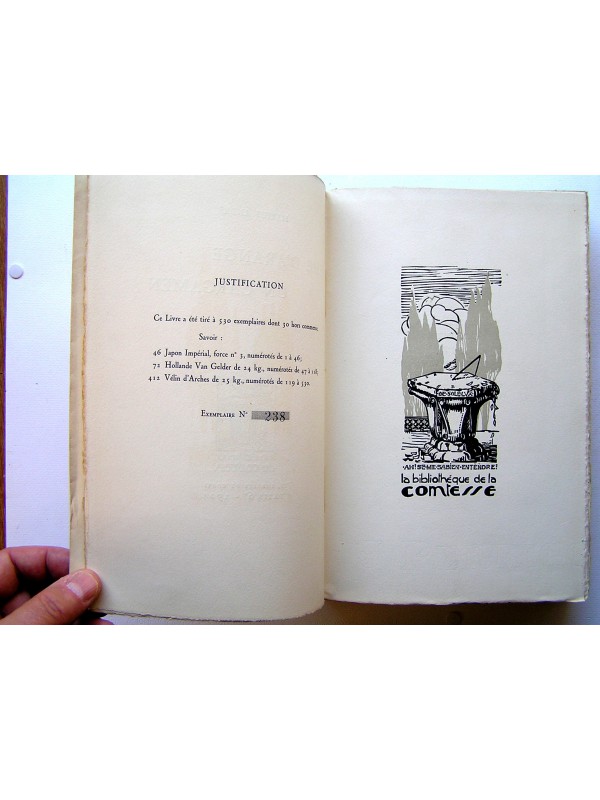 JUSTIFICATION
Ce Livre a été tiré à 530 exemplaires dont 30 hors commerce
Savoir :
46 Japon Impérial, force n° 3, numérotés de 1 à 46;
72 Hollande Van Gelder de 24 kg., numérotés de 47 à 118;
412 Vélin d'Arches de 25 kg., numérotés de 119 à 530.
EXEMPLAIRE N° 238
la bibliothéque de la
COMTESSE